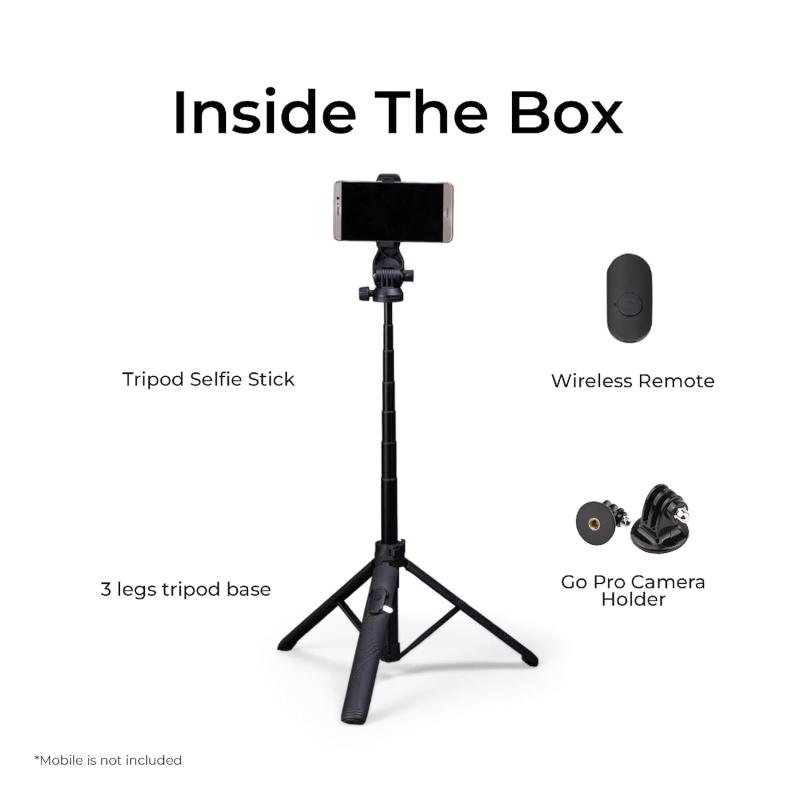 Inside The Box
Tripod Selfie Stick
Wireless Remote
3 legs tripod base
Go Pro Camera
Holder
*Mobile is not included